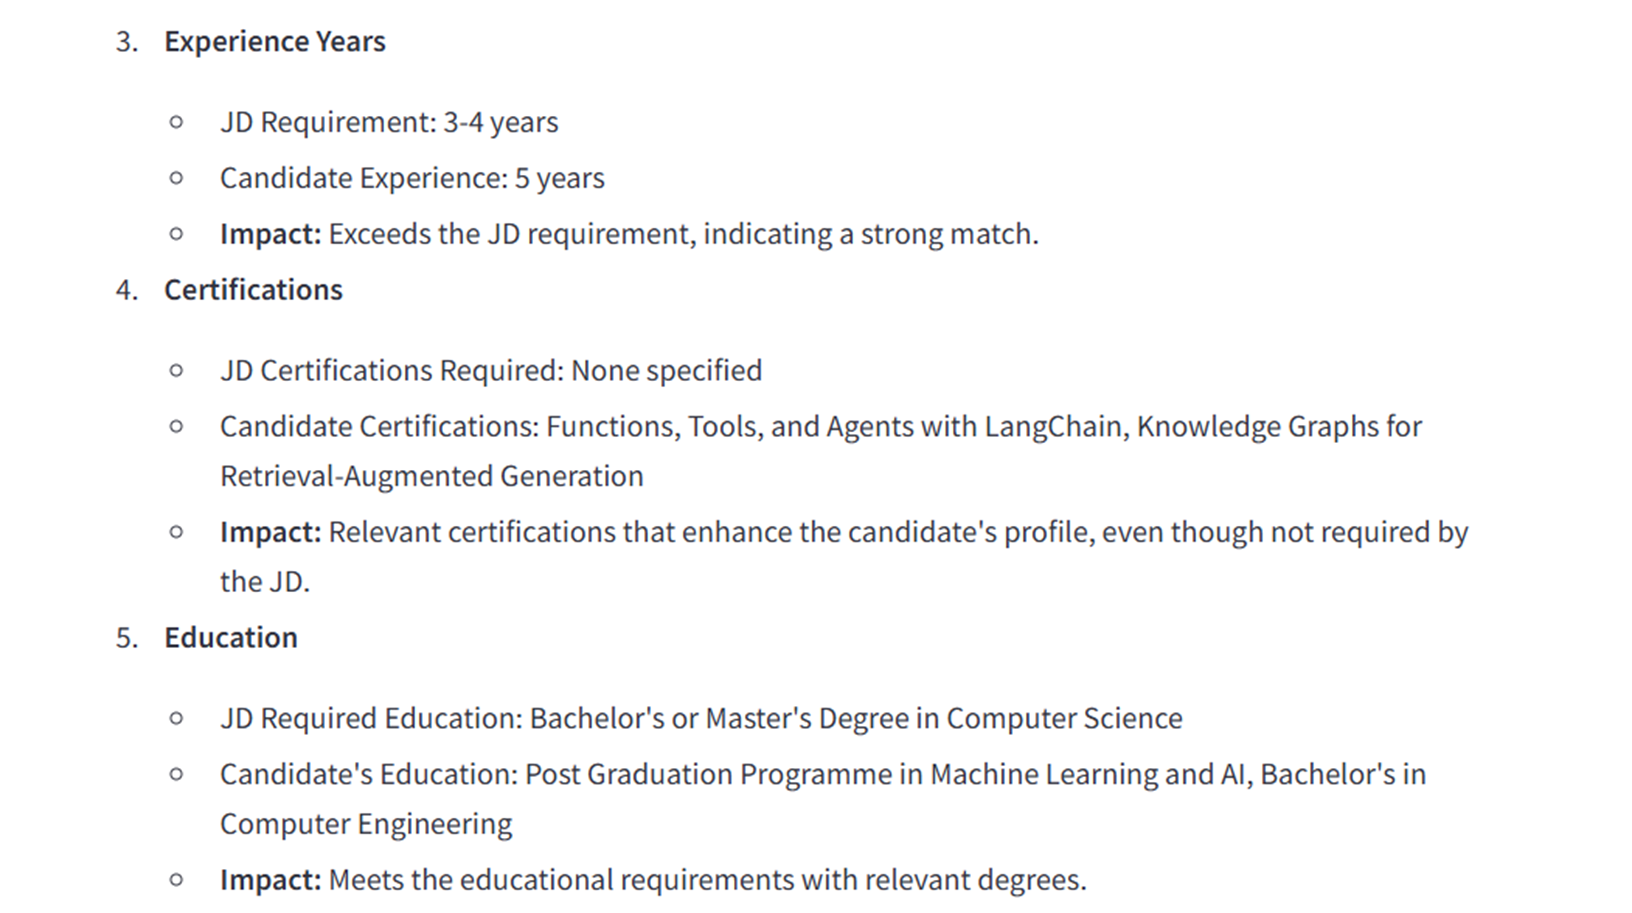 3. Experience Years
JD Requirement: 3-4 years
Candidate Experience: 5 years
Impact: Exceeds the JD requirement, indicating a strong match.
4. Certifications
JD Certifications Required: None specified
Candidate Certifications: Functions, Tools, and Agents with LangChain, Knowledge Graphs for
Retrieval-Augmented Generation
Impact: Relevant certifications that enhance the candidate's profile, even though not required by
the JD.
5. Education
JD Required Education: Bachelor's or Master's Degree in Computer Science
Candidate's Education: Post Graduation Programme in Machine Learning and AI, Bachelor's in
Computer Engineering
Impact: Meets the educational requirements with relevant degrees.